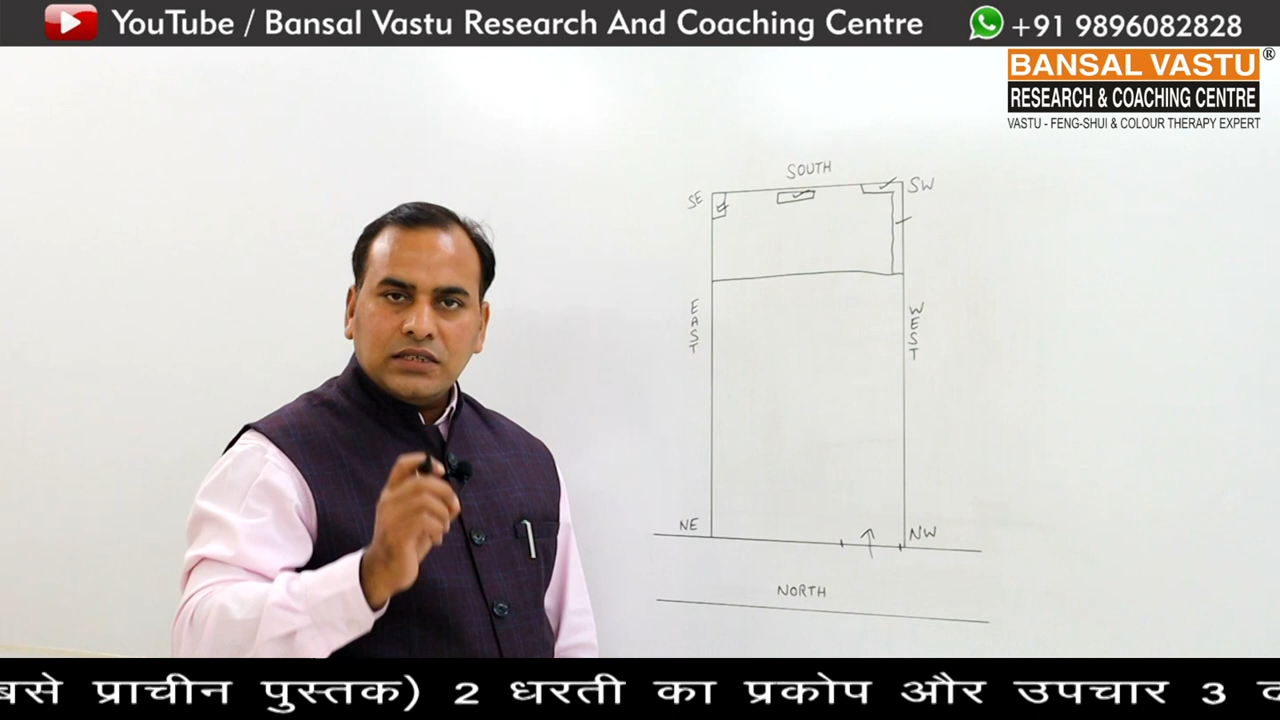 YouTube / Bansal Vastu Research And Coaching Centre
+91 9896082828
BANSAL VASTU ®
RESEARCH & COACHING CENTRE
VASTU - FENG-SHUI & COLOUR THERAPY EXPERT
SOUTH
SE
SW
EAST
WEST
NE
NW
NORTH
प्राचीन पुस्तक) 2 धरती का प्रकोप और उपचार 3